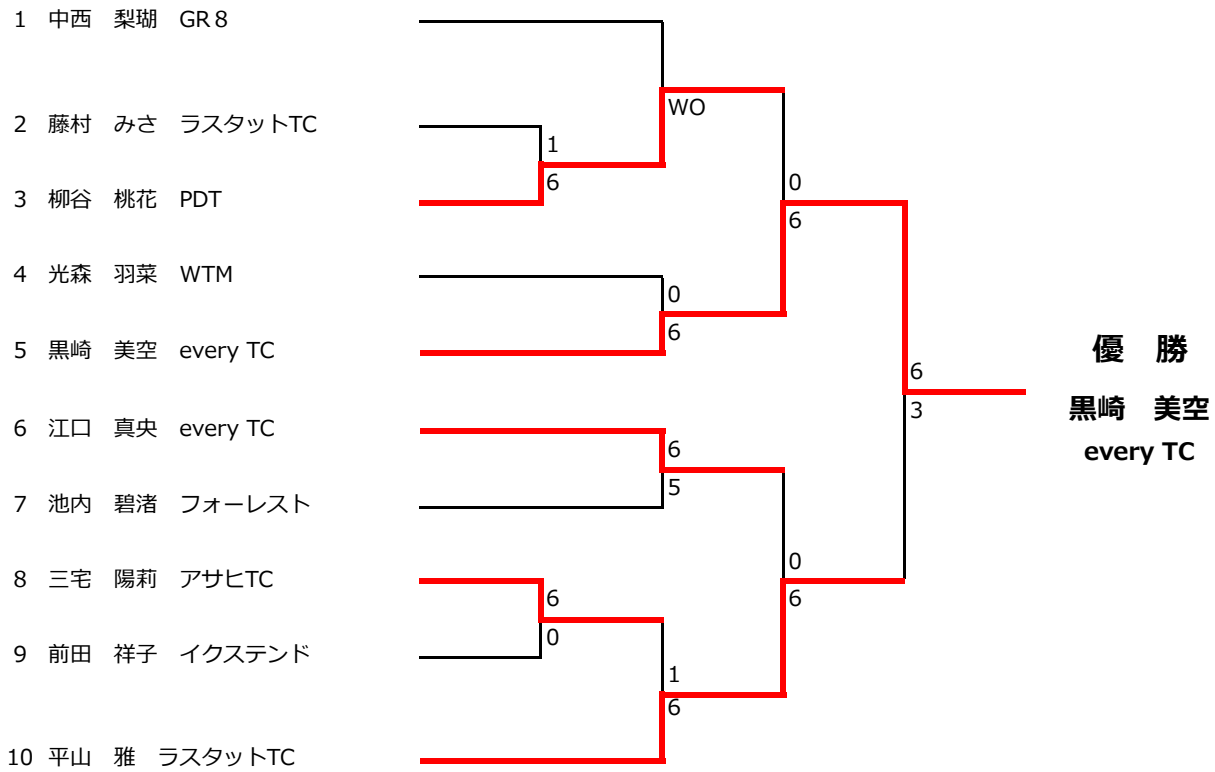 1 中西　梨瑚　GR８
WO
2 藤村　みさ　ラスタットTC
1
6
3 柳谷　桃花　PDT
0
6
4 光森　羽菜　WTM
0
6
5 黒崎　美空　every TC
優　勝
6
3
黒崎　美空
every TC
6 江口　真央　every TC
6
5
7 池内　碧渚　フォーレスト
0
6
8 三宅　陽莉　アサヒTC
6
0
9 前田　祥子　イクステンド
1
6
10 平山　雅　ラスタットTC